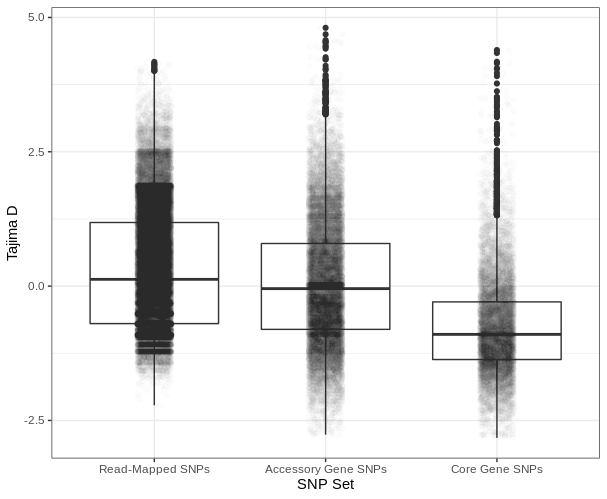 5.0
2.5
0.0
-2.5
Tajima D
Read-Mapped SNPs
Accessory Gene SNPs
Core Gene SNPs
SNP Set